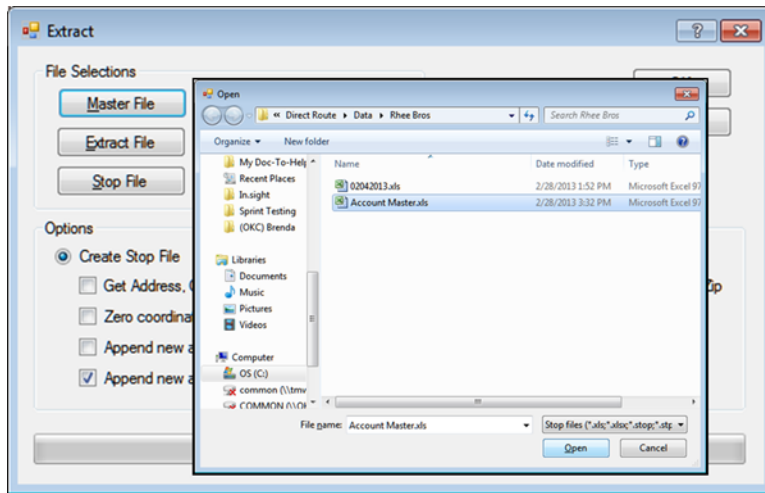 Extract
File Selections
Master File
Extract File
Stop File
Options
Create Stop File
Get Address,
Zip
Zero coordina
Append new a
Append new a
Open
« Direct Route Data Rhee Bros
Search Rhee Bros
Organize
New folder
My Doc-To-Help
Recent Places
In.sight
Sprint Testing
(OKC) Brenda
Libraries
Documents
Music
Pictures
Videos
Computer
OS (C:)
common (\\tmw
COMMON (\\OH
Name Date modified Type
02042013.xls 2/28/2013 1:52 PM Microsoft Excel 97
Account Master.xls 2/28/2013 3:32 PM Microsoft Excel 97
File name: Account Master.xls
Stop files (*.xls;*.xlsx;*.stop;*.stp
Open Cancel